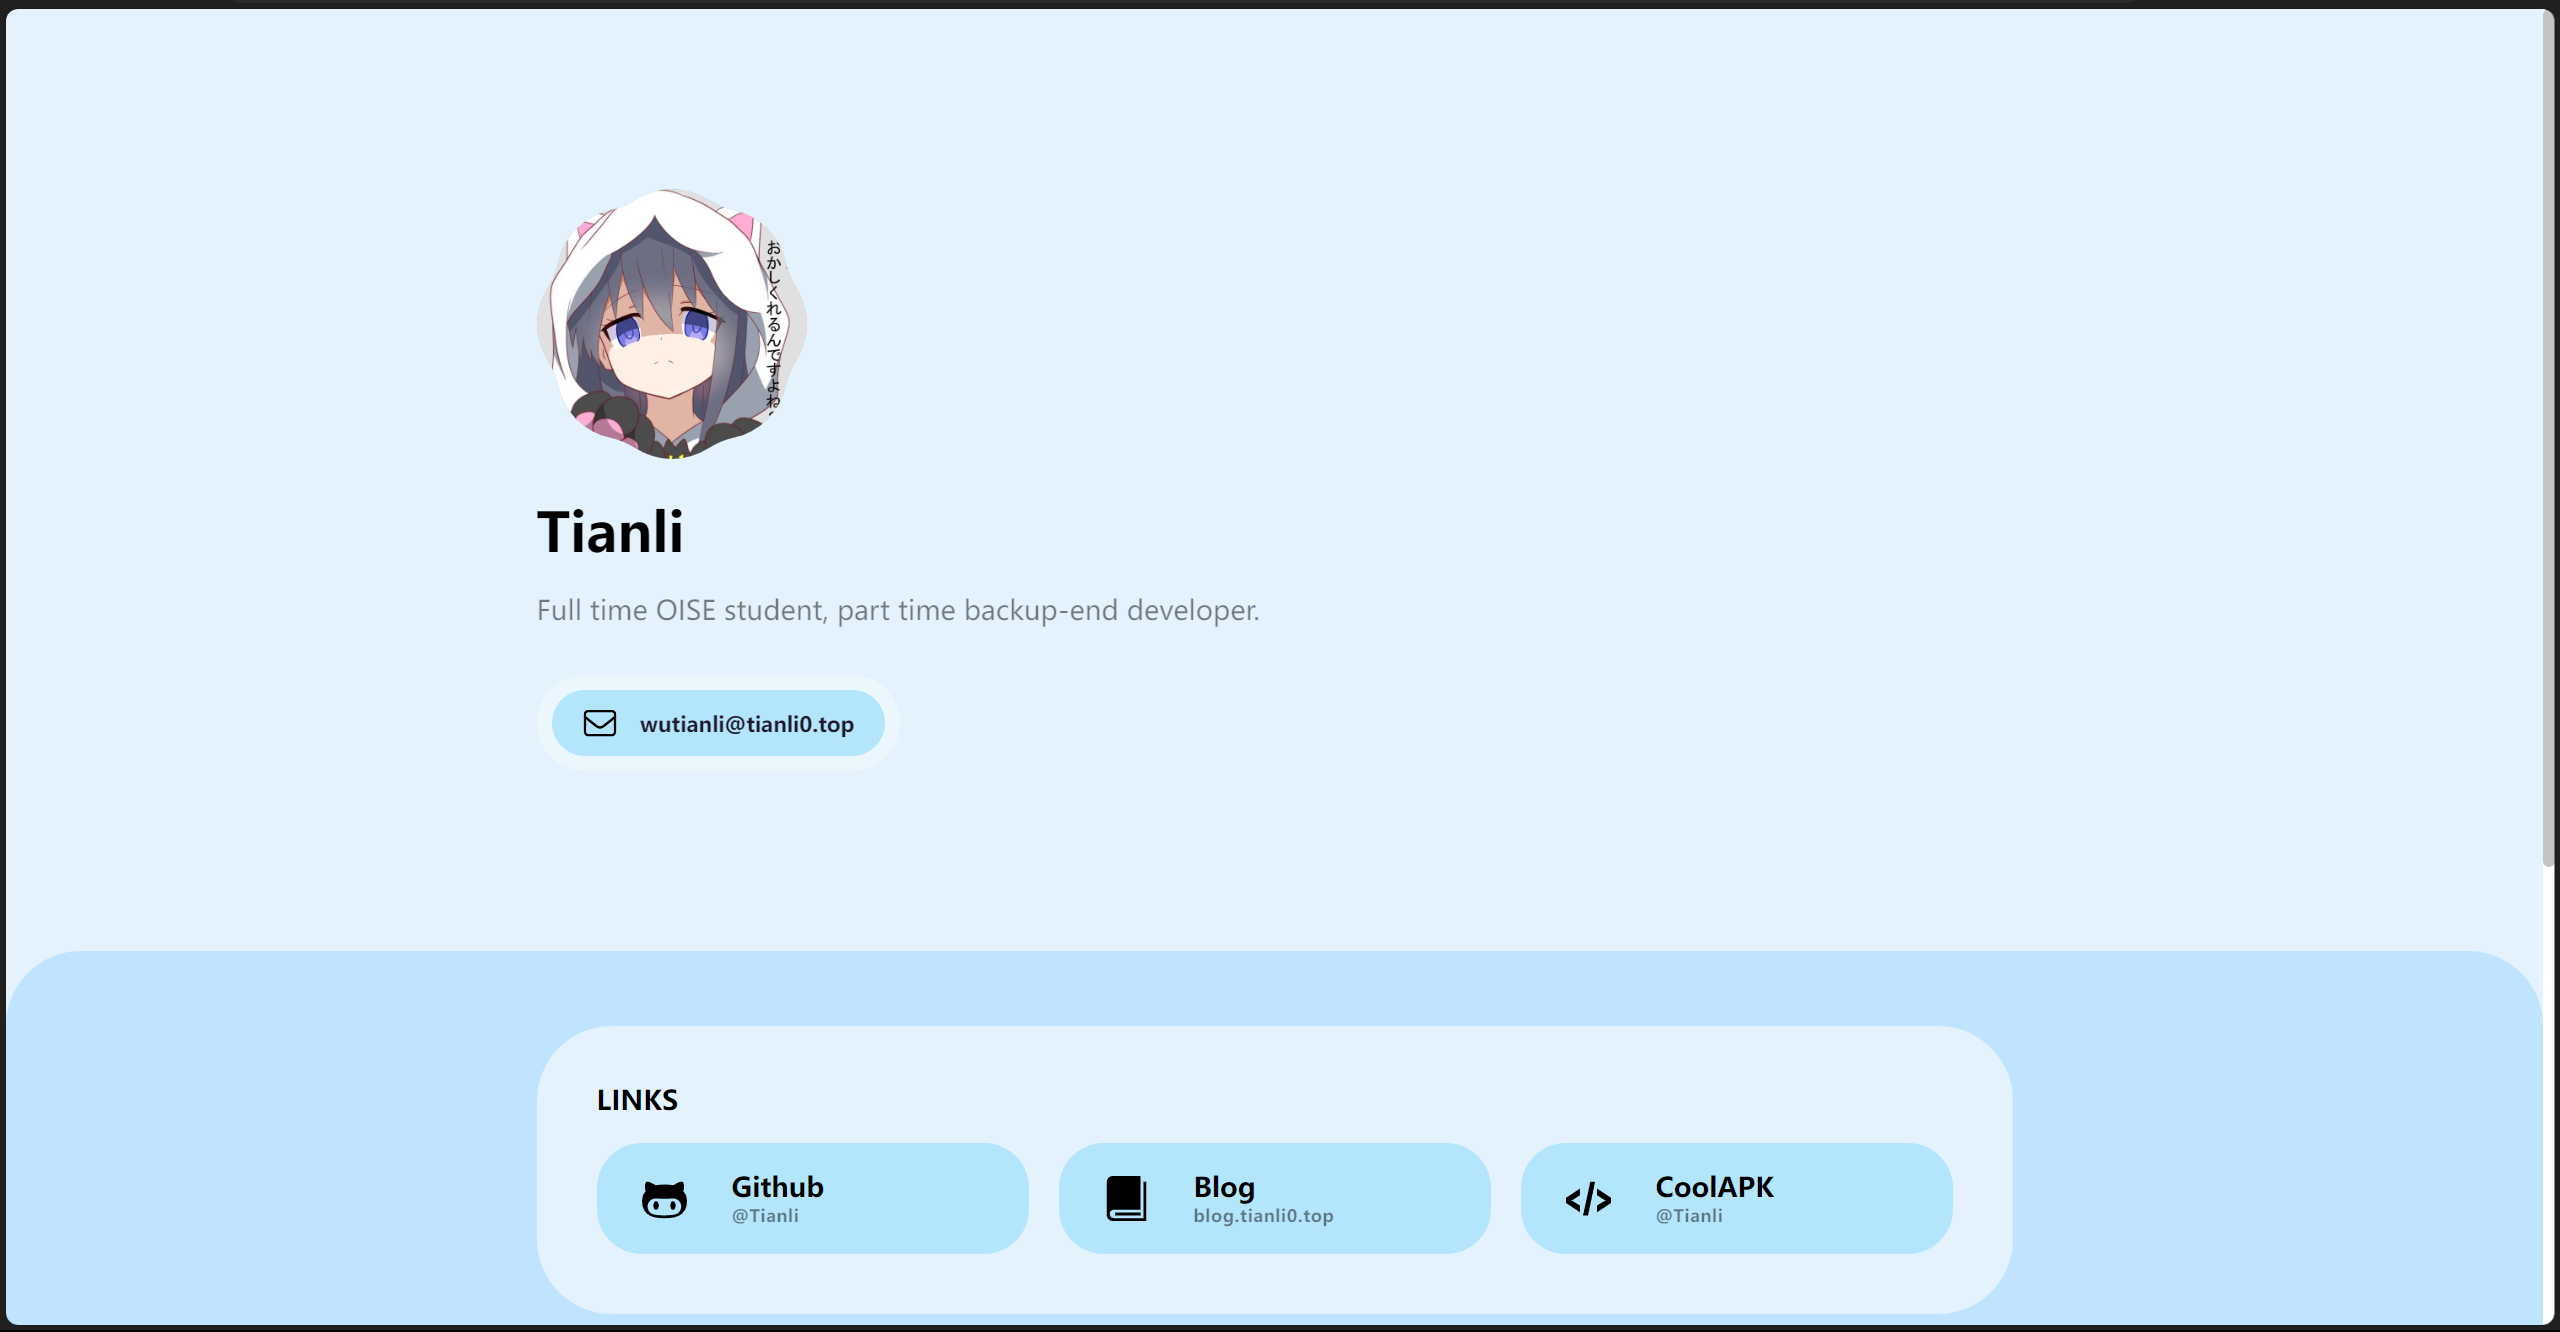 おかしくれるんですよね
Tianli
Full time OISE student, part time backup-end developer.
wutianli@tianli0.top
LINKS
Github
@Tianli
Blog
blog.tianli0.top
CoolAPK
@Tianli